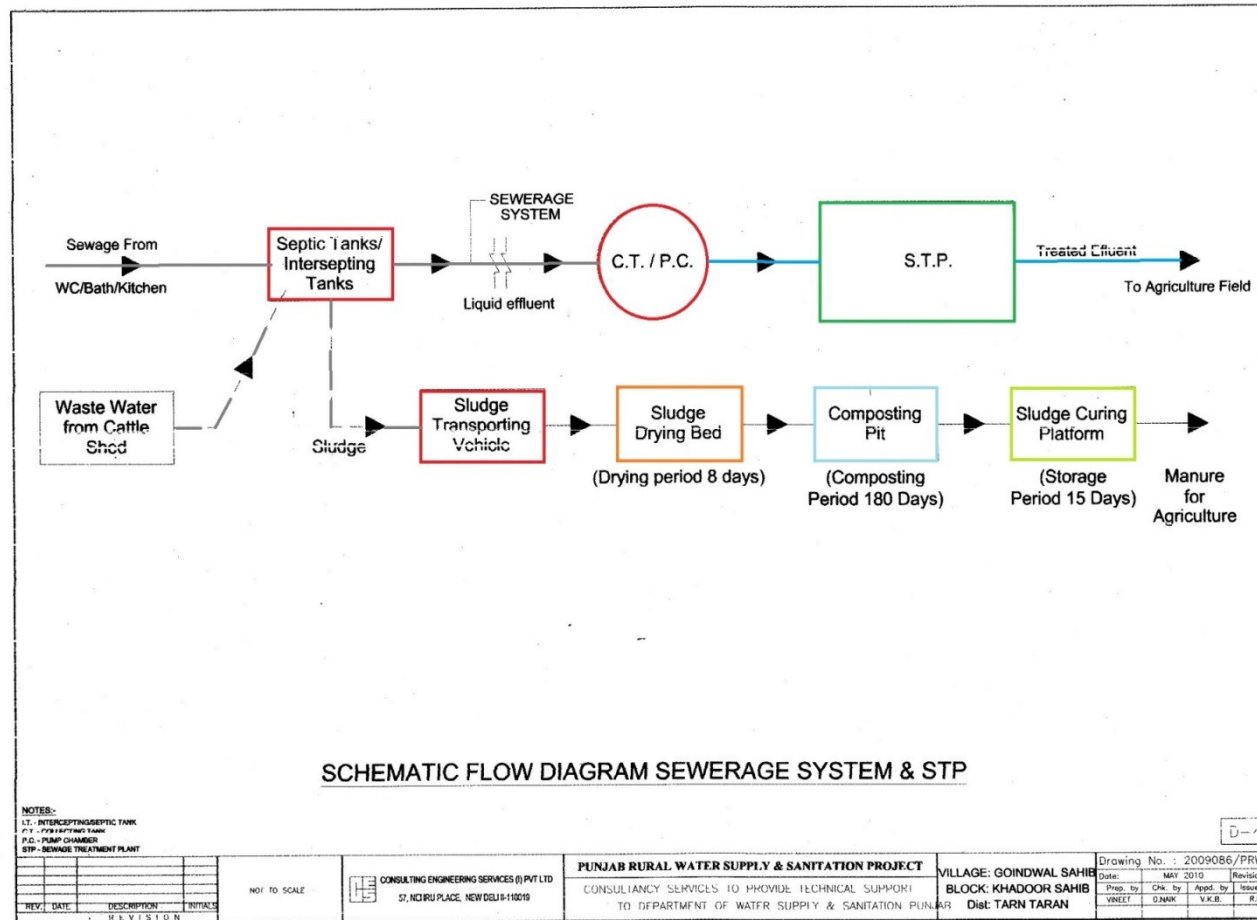 SEWERAGE
SYSTEM
Sewage From
WC/Bath/Kitchen
Septic Tanks/
Intersepting
Tanks
Liquid effluent
C.T. / P.C.
S.T.P.
Treated Effluent
To Agriculture Field
Waste Water
from Cattle
Shed
Sludge
Sludge
Transporting
Vehicle
Sludge
Drying Bed
(Drying period 8 days)
Composting
Pit
(Composting
Period 180 Days)
Sludge Curing
Platform
(Storage
Period 15 Days)
Manure
for
Agriculture
SCHEMATIC FLOW DIAGRAM SEWERAGE SYSTEM & STP
NOTES:-
I.T. - INTERCEPTING/SEPTIC TANK
C.T. - COLLECTING TANK
P.C. - PUMP CHAMBER
STP - SEWAGE TREATMENT PLANT
REV. DATE DESCRIPTION INITIALS
REVISION
NOT TO SCALE
CONSULTING ENGINEERING SERVICES (I) PVT LTD
57, NEHRU PLACE, NEW DELHI-110019
PUNJAB RURAL WATER SUPPLY & SANITATION PROJECT
CONSULTANCY SERVICES TO PROVIDE TECHNICAL SUPPORT
TO DEPARTMENT OF WATER SUPPLY & SANITATION PUNJAB
VILLAGE: GOINDWAL SAHIB
BLOCK: KHADOOR SAHIB
Dist: TARN TARAN
Drawing No. : 2009086/PRW
Date: MAY 2010 Revisio
Prep. by Chk. by Appd. by Issue
VINEET D.NAIK V.K.B.